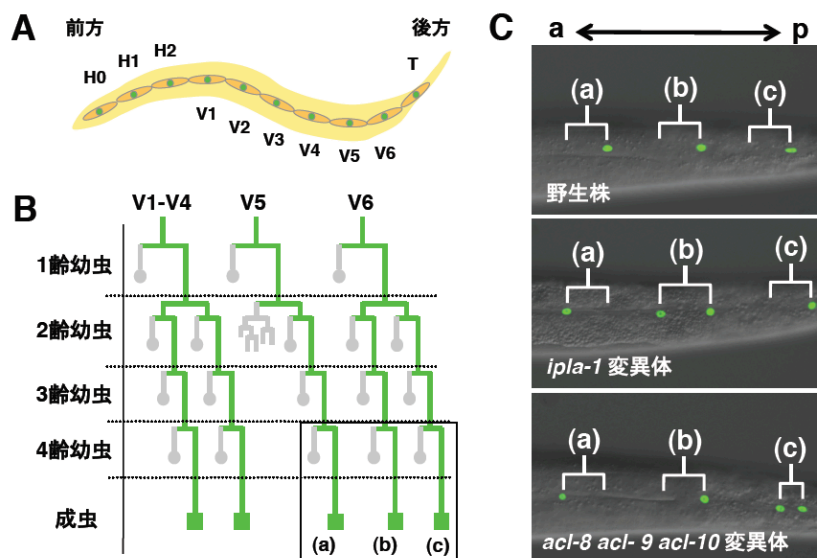 A
前方
後方
H0
H1
H2
T
V1
V2
V3
V4
V5
V6
B
V1-V4
V5
V6
1齢幼虫
2齢幼虫
3齢幼虫
4齢幼虫
成虫
(a)
(b)
(c)
C
a
p
(a)
(b)
(c)
野生株
(a)
(b)
(c)
ipla-1 変異体
(a)
(b)
(c)
acl-8 acl- 9 acl-10 変異体